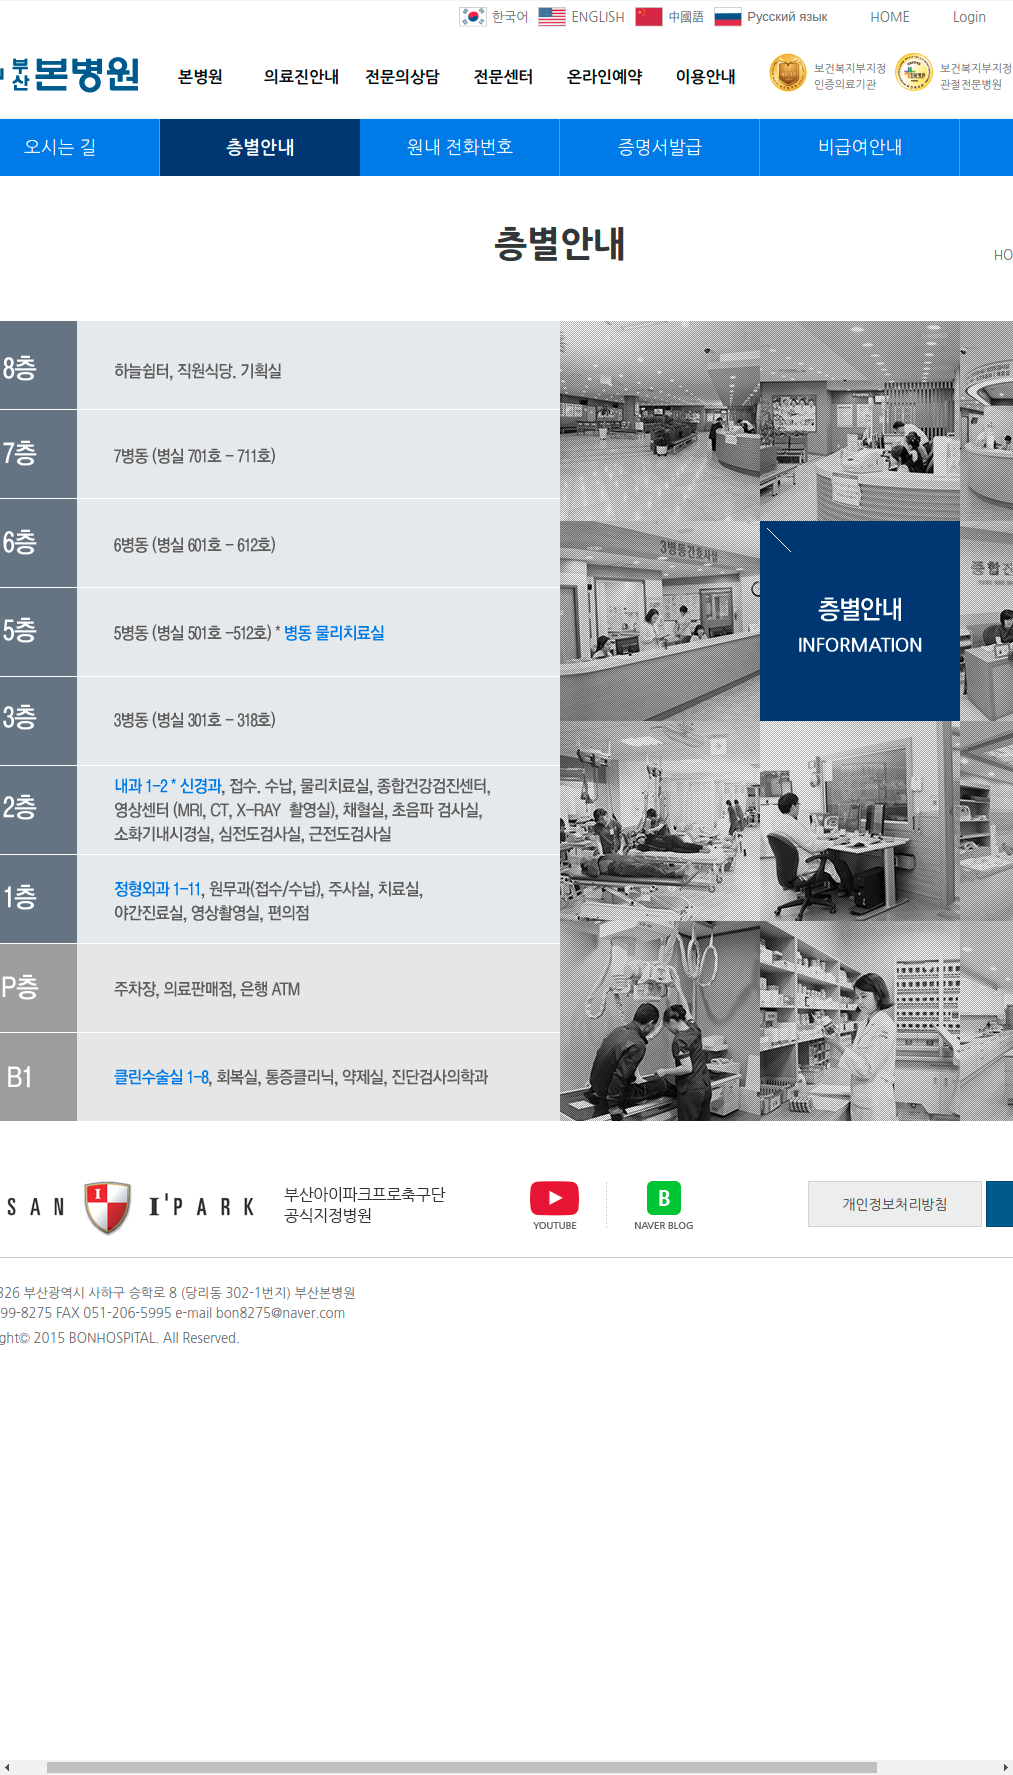 한국어 ENGLISH 中國語 Русский язык HOME Login
부산 본병원 본병원 의료진안내 전문의상담 전문센터 온라인예약 이용안내
보건복지부지정 인증의료기관
보건복지부지정 관절전문병원
오시는 길 층별안내 원내 전화번호 증명서발급 비급여안내
층별안내
HO
8층 하늘쉼터, 직원식당. 기획실
7층 7병동 (병실 701호 - 711호)
6층 6병동 (병실 601호 - 612호)
5층 5병동 (병실 501호 -512호) * 병동 물리치료실
3층 3병동 (병실 301호 - 318호)
2층 내과 1-2 * 신경과, 접수. 수납, 물리치료실, 종합건강검진센터,
영상센터 (MRI, CT, X-RAY 촬영실), 채혈실, 초음파 검사실,
소화기내시경실, 심전도검사실, 근전도검사실
1층 정형외과 1-11, 원무과(접수/수납), 주사실, 치료실,
야간진료실, 영상촬영실, 편의점
P층 주차장, 의료판매점, 은행 ATM
B1 클린수술실 1-8, 회복실, 통증클리닉, 약제실, 진단검사의학과
3병동간호사실
층별안내
INFORMATION
종합
SAN I'PARK
부산아이파크프로축구단
공식지정병원
YOUTUBE
B
NAVER BLOG
개인정보처리방침
326 부산광역시 사하구 승학로 8 (당리동 302-1번지) 부산본병원
99-8275 FAX 051-206-5995 e-mail bon8275@naver.com
ght© 2015 BONHOSPITAL. All Reserved.